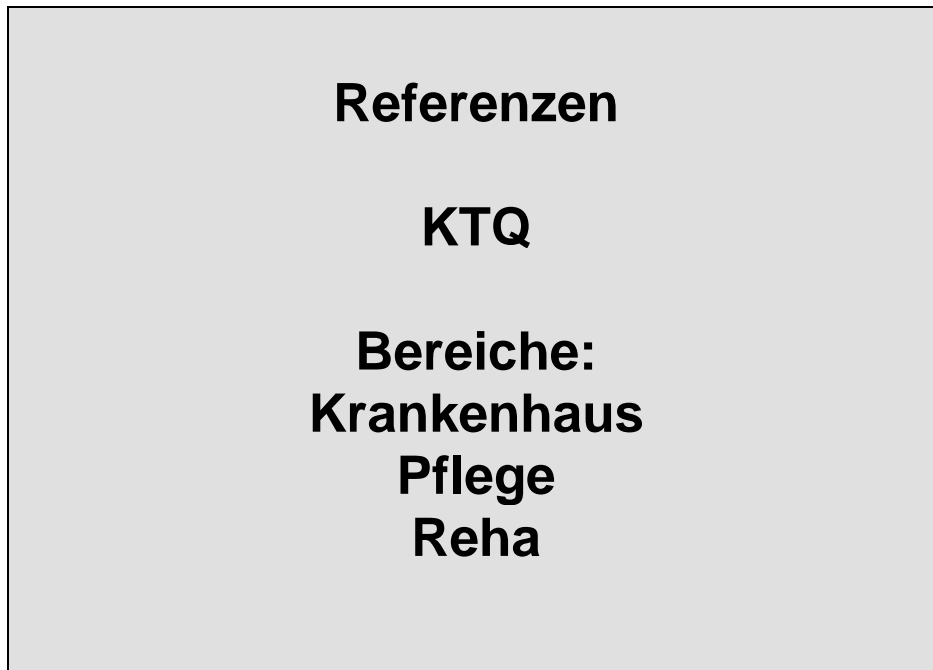 Referenzen
KTQ
Bereiche:
Krankenhaus
Pflege
Reha